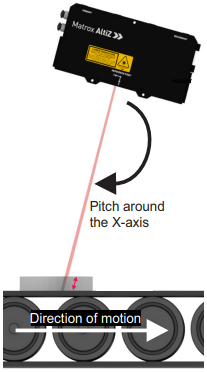 Matrox AltiZ
Pitch around
the X-axis
Direction of motion